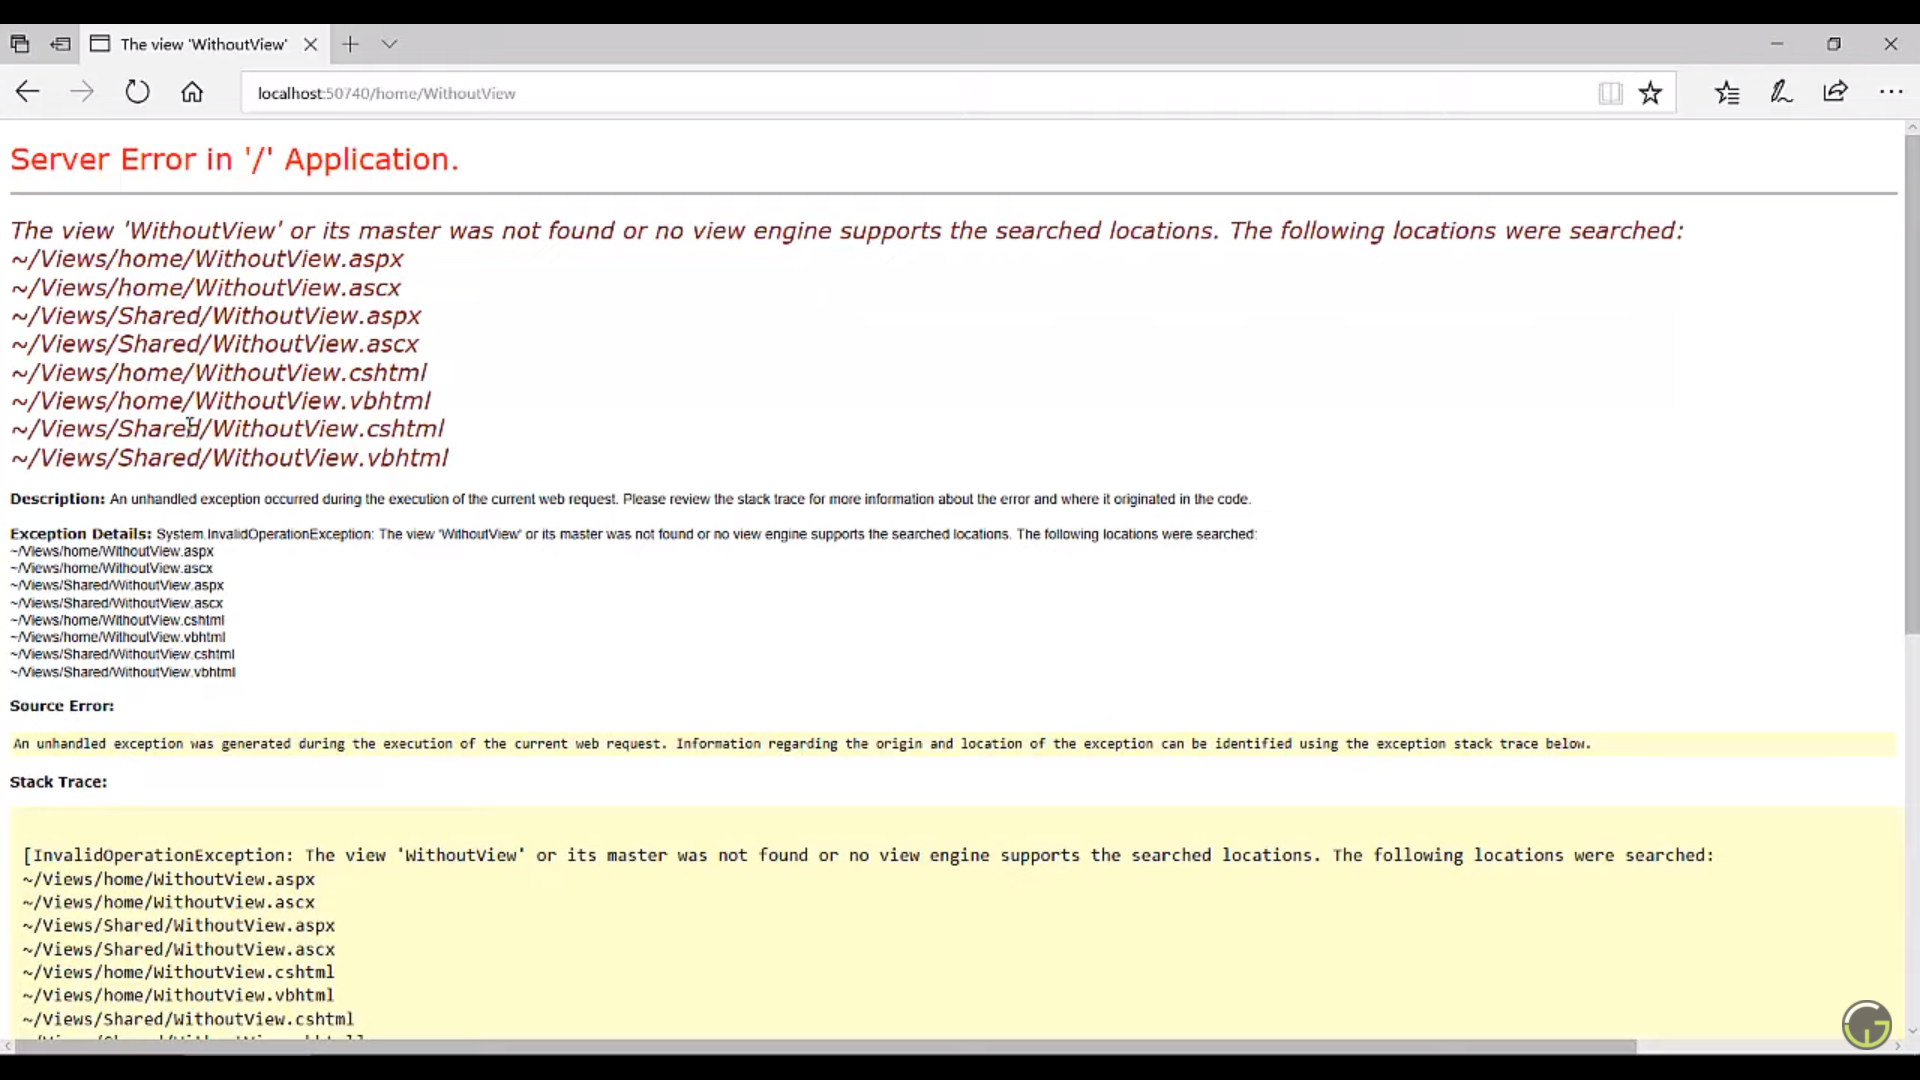 The view 'WithoutView'
localhost:50740/home/WithoutView
Server Error in '/' Application.
The view 'WithoutView' or its master was not found or no view engine supports the searched locations. The following locations were searched:
~/Views/home/WithoutView.aspx
~/Views/home/WithoutView.ascx
~/Views/Shared/WithoutView.aspx
~/Views/Shared/WithoutView.ascx
~/Views/home/WithoutView.cshtml
~/Views/home/WithoutView.vbhtml
~/Views/Shared/WithoutView.cshtml
~/Views/Shared/WithoutView.vbhtml
Description: An unhandled exception occurred during the execution of the current web request. Please review the stack trace for more information about the error and where it originated in the code.
Exception Details: System.InvalidOperationException: The view 'WithoutView' or its master was not found or no view engine supports the searched locations. The following locations were searched:
~/Views/home/WithoutView.aspx
~/Views/home/WithoutView.ascx
~/Views/Shared/WithoutView.aspx
~/Views/Shared/WithoutView.ascx
~/Views/home/WithoutView.cshtml
~/Views/home/WithoutView.vbhtml
~/Views/Shared/WithoutView.cshtml
~/Views/Shared/WithoutView.vbhtml
Source Error:
An unhandled exception was generated during the execution of the current web request. Information regarding the origin and location of the exception can be identified using the exception stack trace below.
Stack Trace:
[InvalidOperationException: The view 'WithoutView' or its master was not found or no view engine supports the searched locations. The following locations were searched:
~/Views/home/WithoutView.aspx
~/Views/home/WithoutView.ascx
~/Views/Shared/WithoutView.aspx
~/Views/Shared/WithoutView.ascx
~/Views/home/WithoutView.cshtml
~/Views/home/WithoutView.vbhtml
~/Views/Shared/WithoutView.cshtml